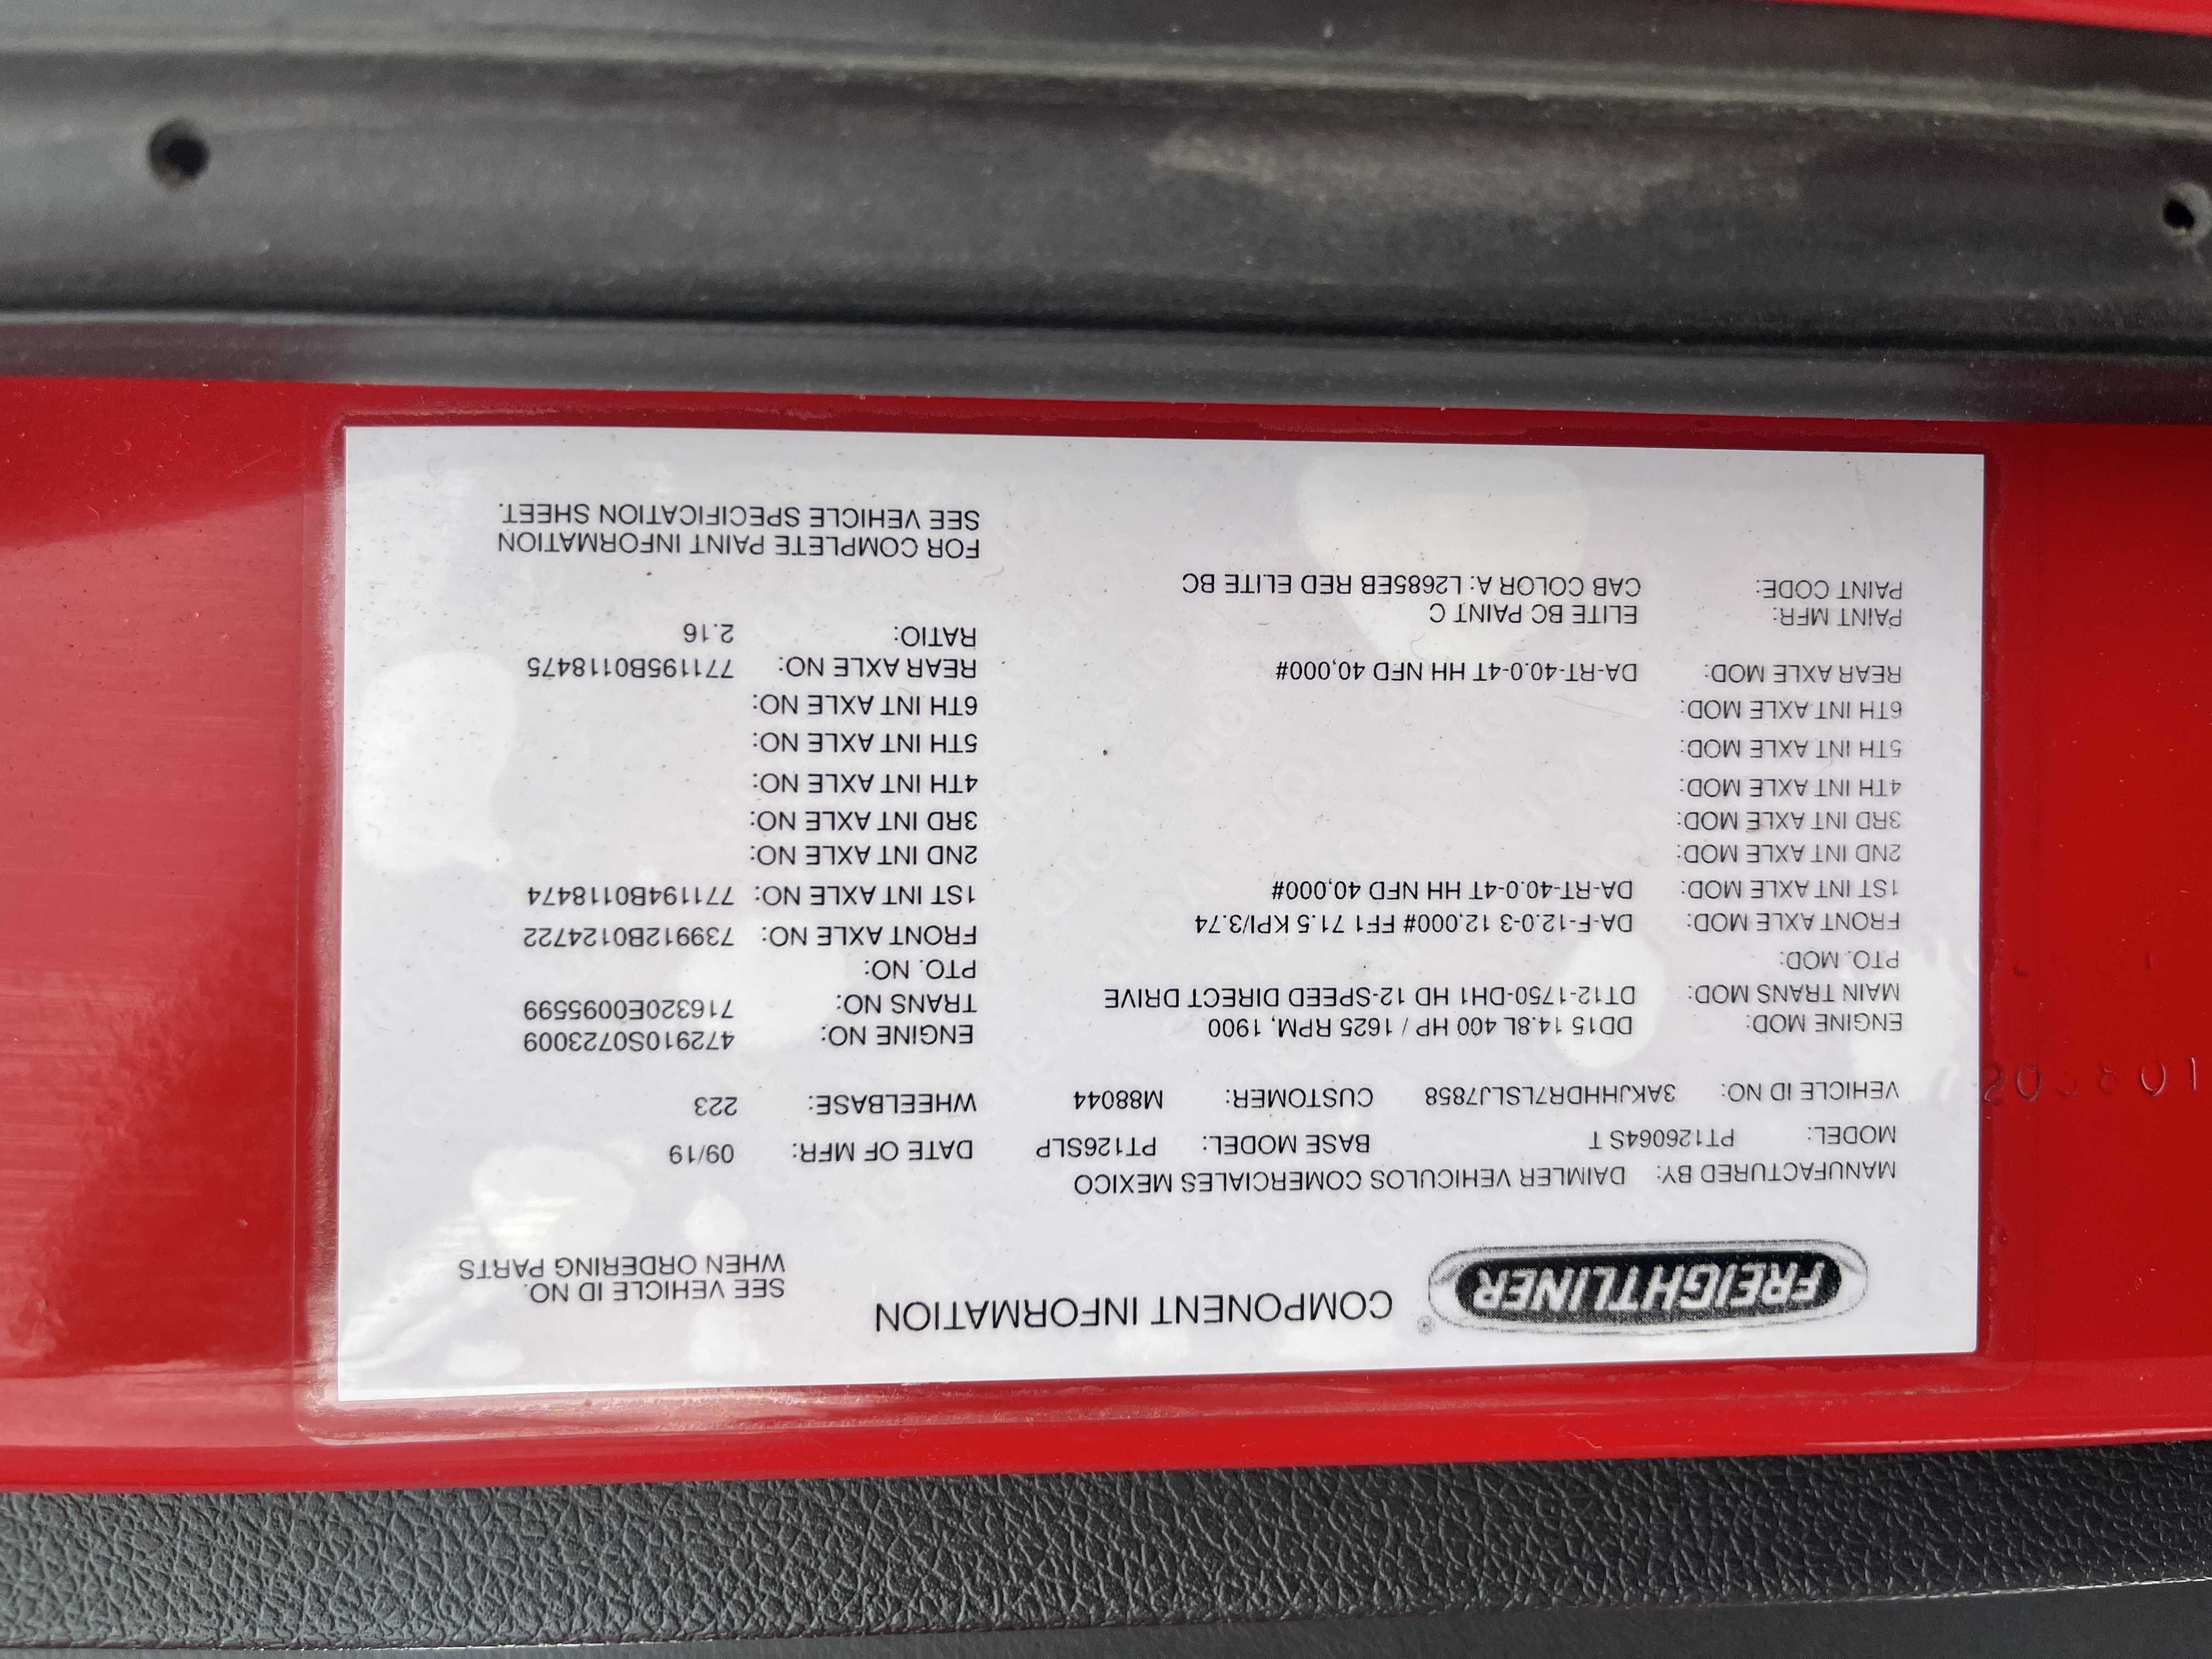 FREIGHTLINER ® COMPONENT INFORMATION
SEE VEHICLE ID NO.
WHEN ORDERING PARTS
MANUFACTURED BY: DAIMLER VEHICULOS COMERCIALES MEXICO
MODEL: PT126064S T BASE MODEL: PT126SLP DATE OF MFR: 09/19
VEHICLE ID NO: 3AKJHHDR7LSLJ7858 CUSTOMER: M88044 WHEELBASE: 223
ENGINE MOD: DD15 14.8L 400 HP / 1625 RPM, 1900 ENGINE NO: 472910S0723009
MAIN TRANS MOD: DT12-1750-DH1 HD 12-SPEED DIRECT DRIVE TRANS NO: 716320E0095599
PTO. MOD: PTO. NO:
FRONT AXLE MOD: DA-F-12.0-3 12,000# FF1 71.5 KPI/3.74 FRONT AXLE NO: 739912B0124722
1ST INT AXLE MOD: DA-RT-40.0-4T HH NFD 40,000# 1ST INT AXLE NO: 771194B0118474
2ND INT AXLE MOD: 2ND INT AXLE NO:
3RD INT AXLE MOD: 3RD INT AXLE NO:
4TH INT AXLE MOD: 4TH INT AXLE NO:
5TH INT AXLE MOD: 5TH INT AXLE NO:
6TH INT AXLE MOD: 6TH INT AXLE NO:
REAR AXLE MOD: DA-RT-40.0-4T HH NFD 40,000# REAR AXLE NO: 771195B0118475
RATIO: 2.16
PAINT MFR: ELITE BC PAINT C
PAINT CODE: CAB COLOR A: L2685EB RED ELITE BC
FOR COMPLETE PAINT INFORMATION
SEE VEHICLE SPECIFICATION SHEET.